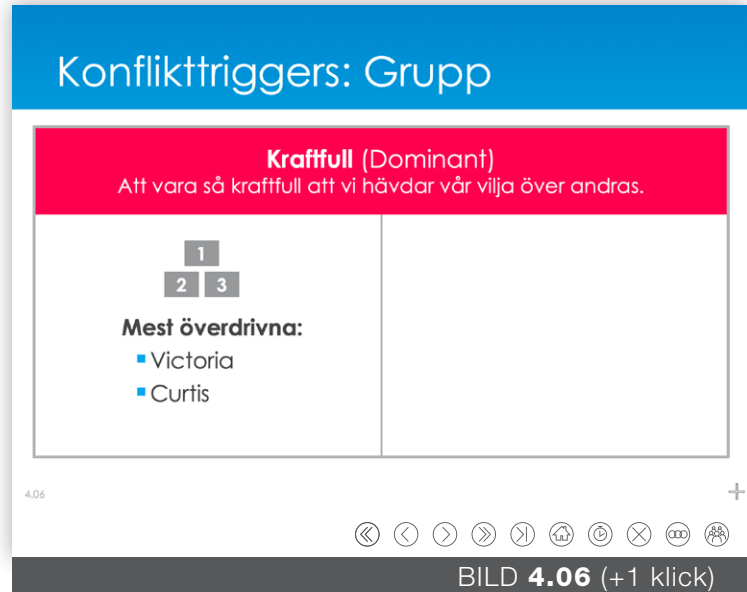 Konflikttriggers: Grupp
Kraftfull (Dominant)
Att vara så kraftfull att vi hävdar vår vilja över andras.
1
2 3
Mest överdrivna:
Victoria
Curtis
4.06
BILD 4.06 (+1 klick)